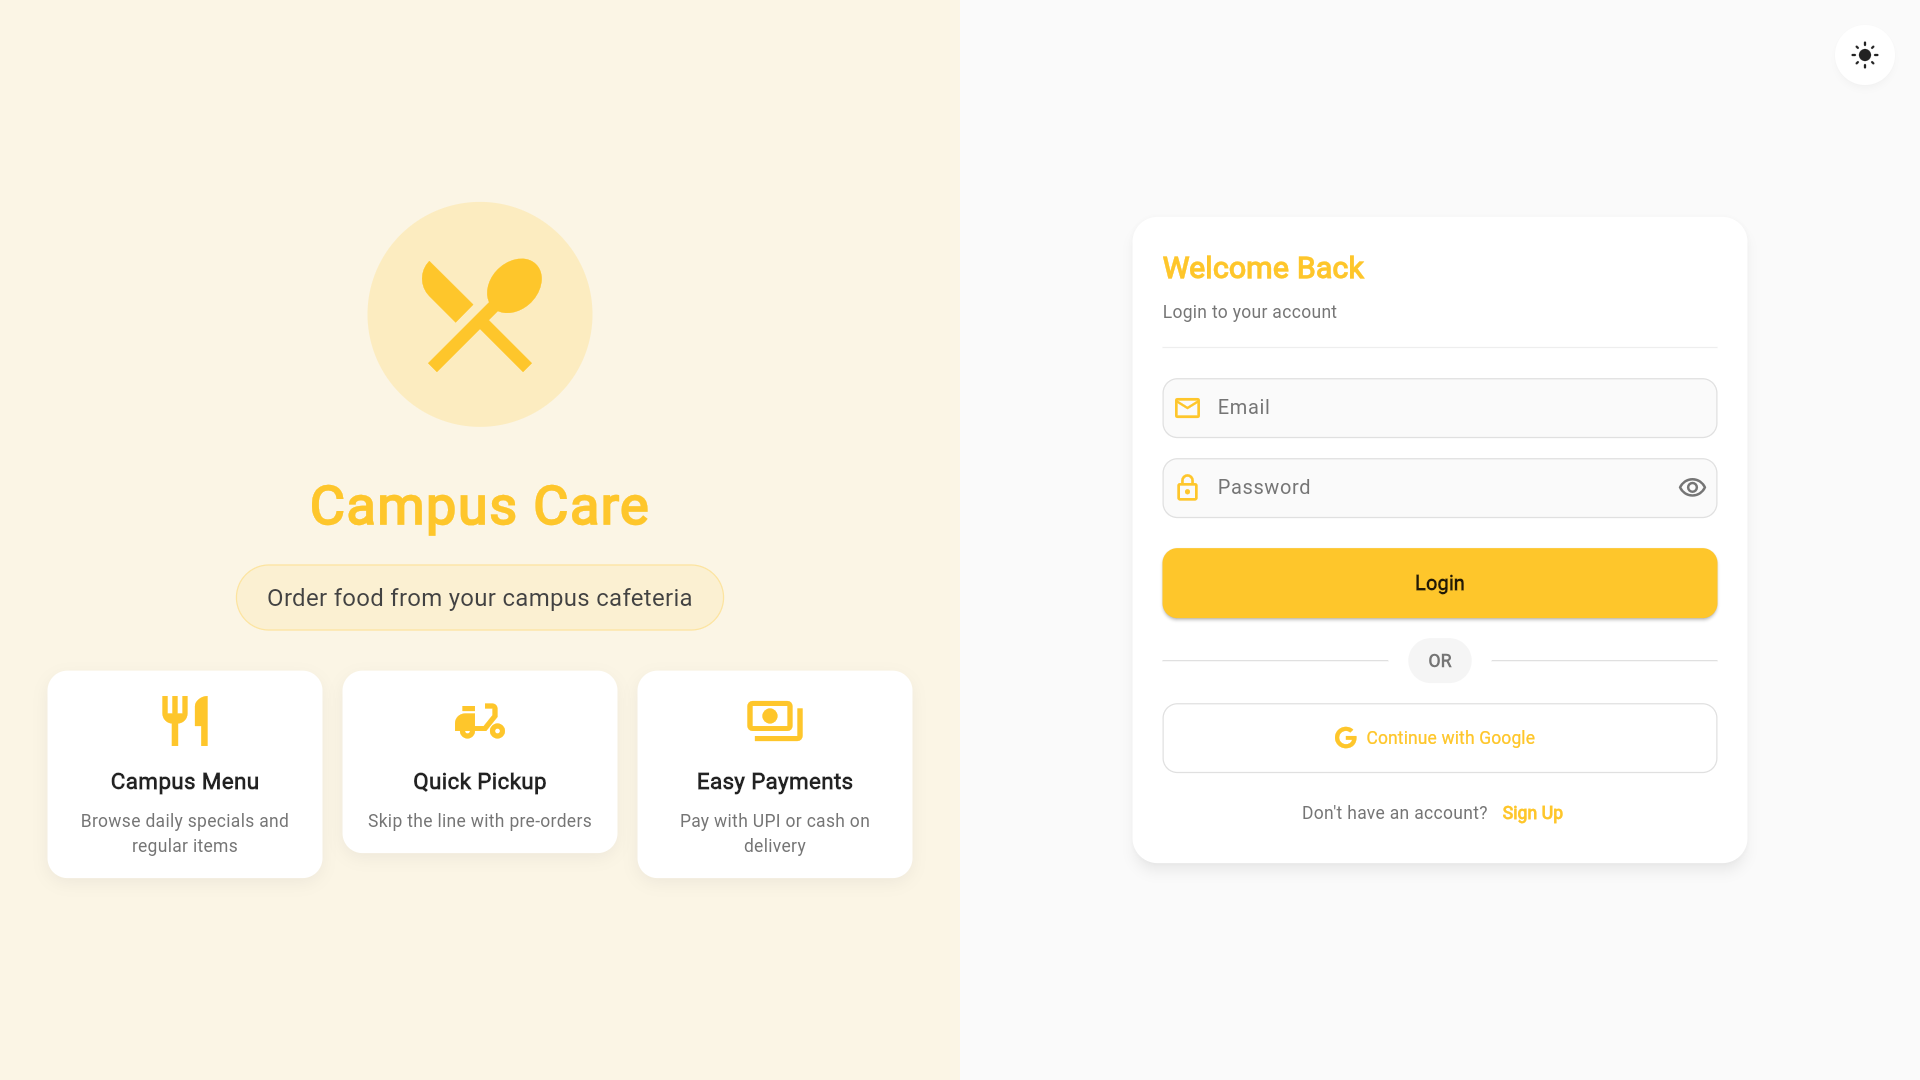 Campus Care
Order food from your campus cafeteria
Campus Menu
Browse daily specials and
regular items
Quick Pickup
Skip the line with pre-orders
Easy Payments
Pay with UPI or cash on
delivery
Welcome Back
Login to your account
Email
Password
Login
OR
Continue with Google
Don't have an account? Sign Up